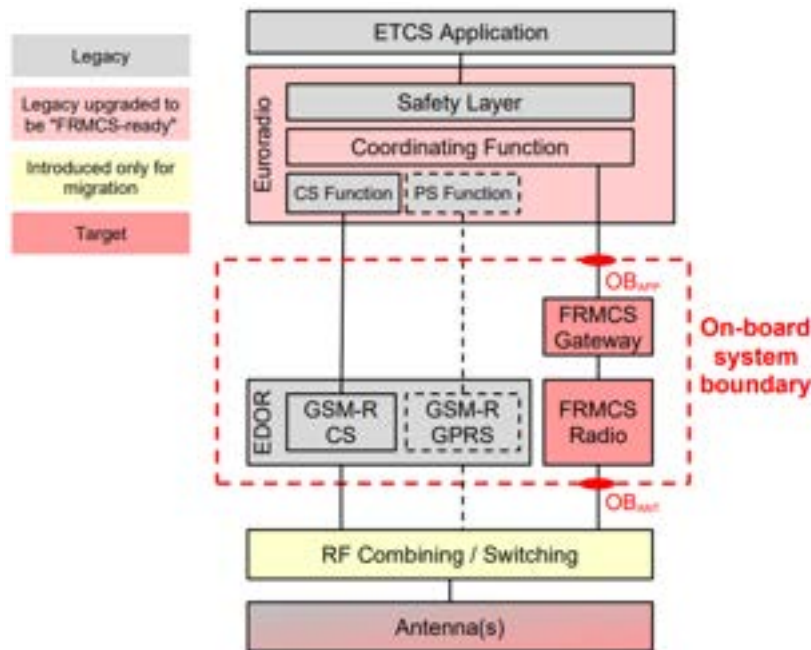 ETCS Application
Legacy
Legacy upgraded to
be "FRMCS-ready"
Introduced only for
migration
Target
Euroradio
Safety Layer
Coordinating Function
CS Function
PS Function
OBAPP
FRMCS
Gateway
On-board
system
boundary
EDOR
GSM-R
CS
GSM-R
GPRS
FRMCS
Radio
OBANT
RF Combining / Switching
Antenna(s)